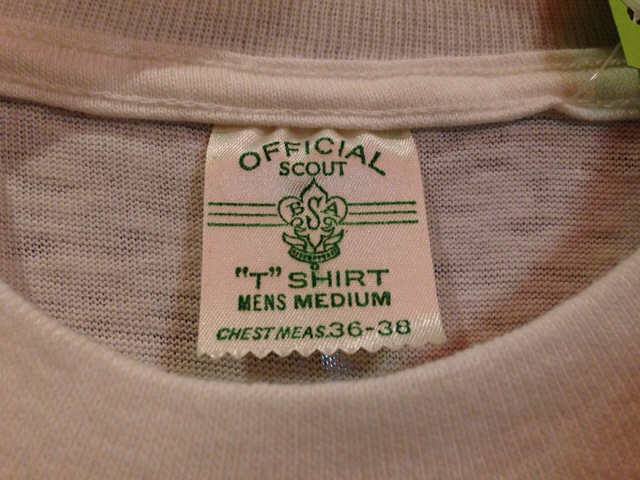 OFFICIAL
SCOUT
BSA
"T" SHIRT
MENS MEDIUM
CHEST MEAS. 36-38